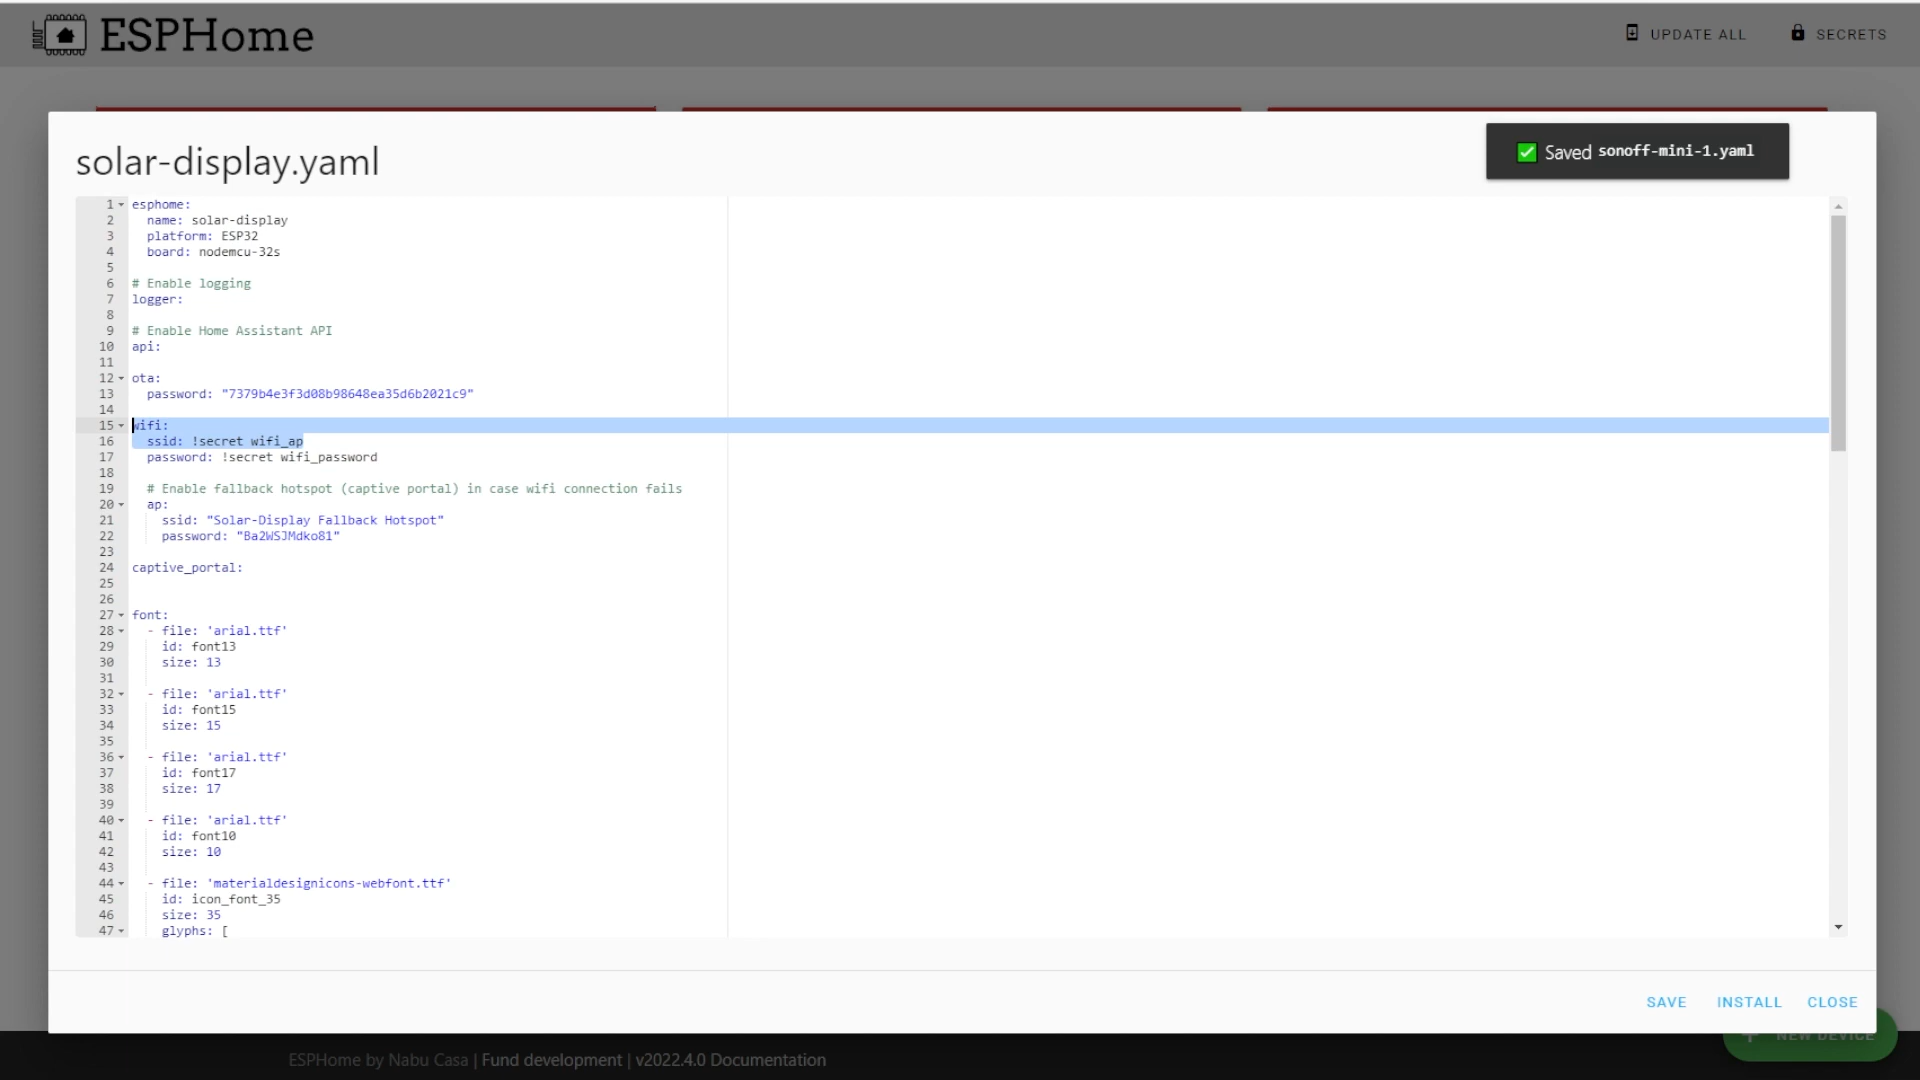 ESPHome
UPDATE ALL
SECRETS
solar-display.yaml
Saved sonoff-mini-1.yaml
1 esphome:
2 name: solar-display
3 platform: ESP32
4 board: nodemcu-32s
5
6 # Enable logging
7 logger:
8
9 # Enable Home Assistant API
10 api:
11
12 ota:
13 password: "7379b4e3f3d08b98648ea35d6b2021c9"
14
15 wifi:
16 ssid: !secret wifi_ap
17 password: !secret wifi_password
18
19 # Enable fallback hotspot (captive portal) in case wifi connection fails
20 ap:
21 ssid: "Solar-Display Fallback Hotspot"
22 password: "Ba2WSJMdko81"
23
24 captive_portal:
25
26
27 font:
28 - file: 'arial.ttf'
29 id: font13
30 size: 13
31
32 - file: 'arial.ttf'
33 id: font15
34 size: 15
35
36 - file: 'arial.ttf'
37 id: font17
38 size: 17
39
40 - file: 'arial.ttf'
41 id: font10
42 size: 10
43
44 - file: 'materialdesignicons-webfont.ttf'
45 id: icon_font_35
46 size: 35
47 glyphs: [
SAVE
INSTALL
CLOSE
NEW DEVICE
ESPHome by Nabu Casa | Fund development | v2022.4.0 Documentation